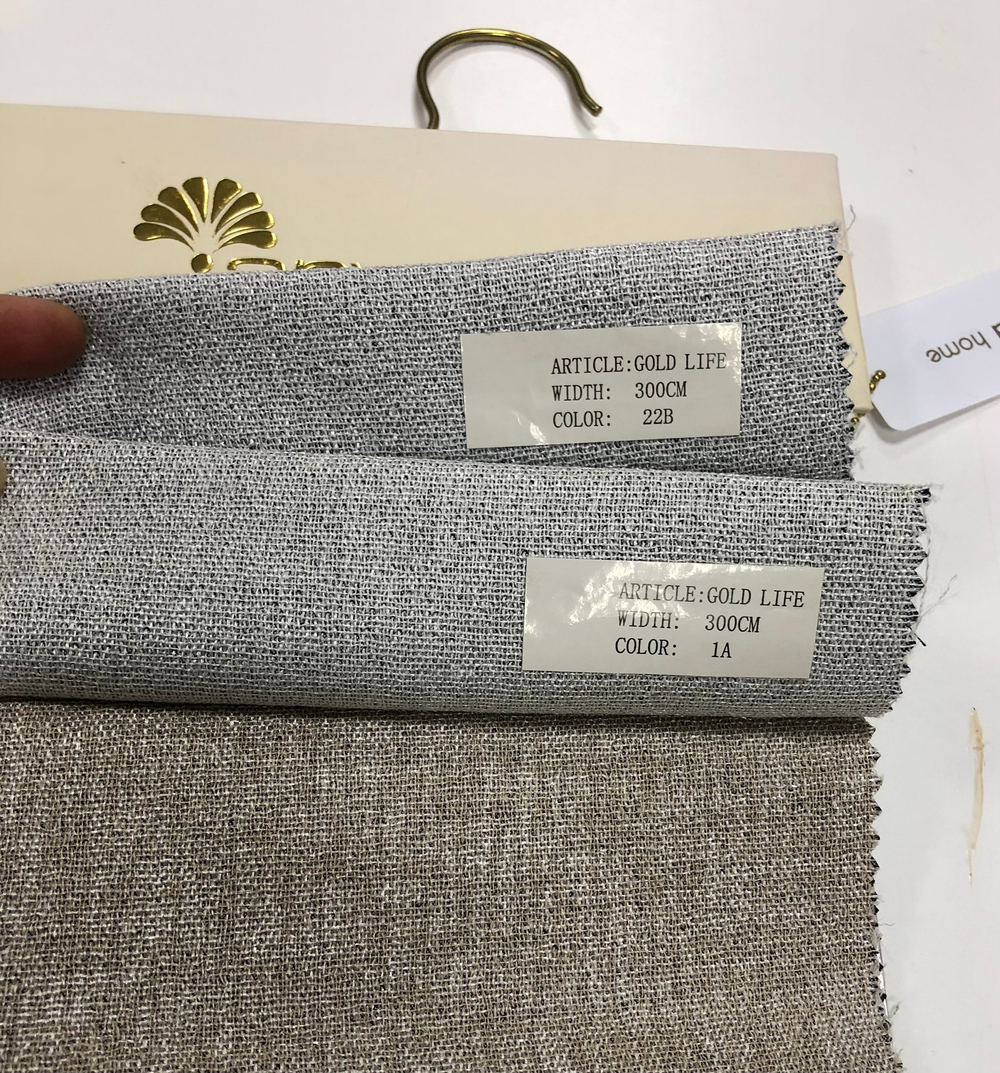 ARTICLE:GOLD LIFE
WIDTH: 300CM
COLOR: 22B
home
ARTICLE:GOLD LIFE
WIDTH: 300CM
COLOR: 1A